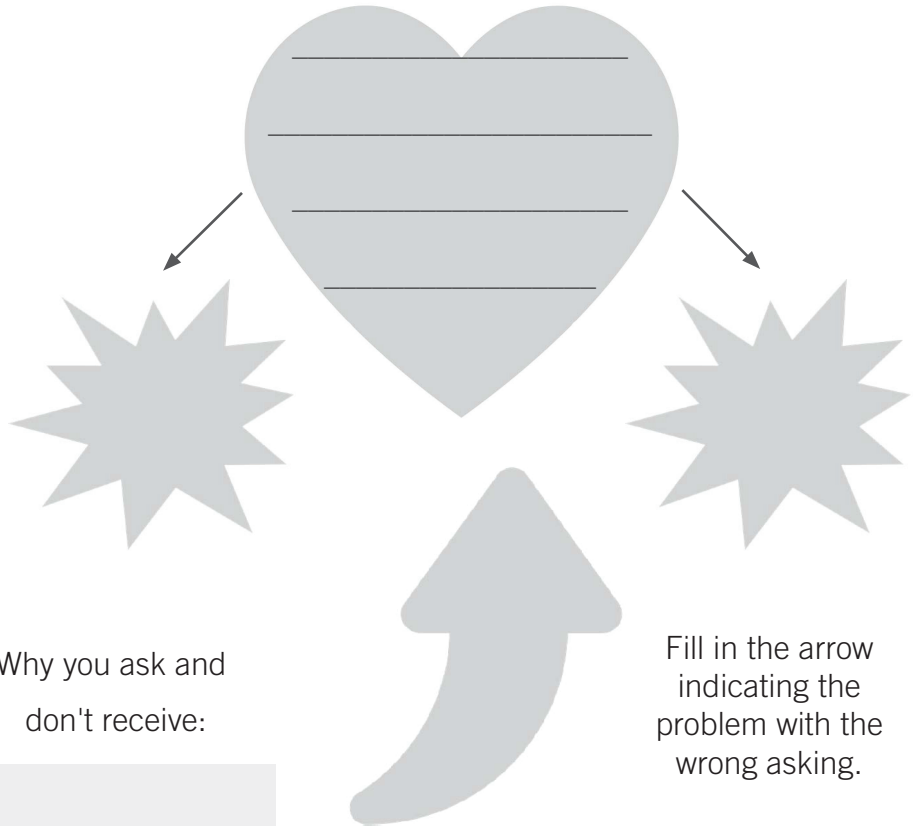 Why you ask and
don't receive:
Fill in the arrow
indicating the
problem with the
wrong asking.